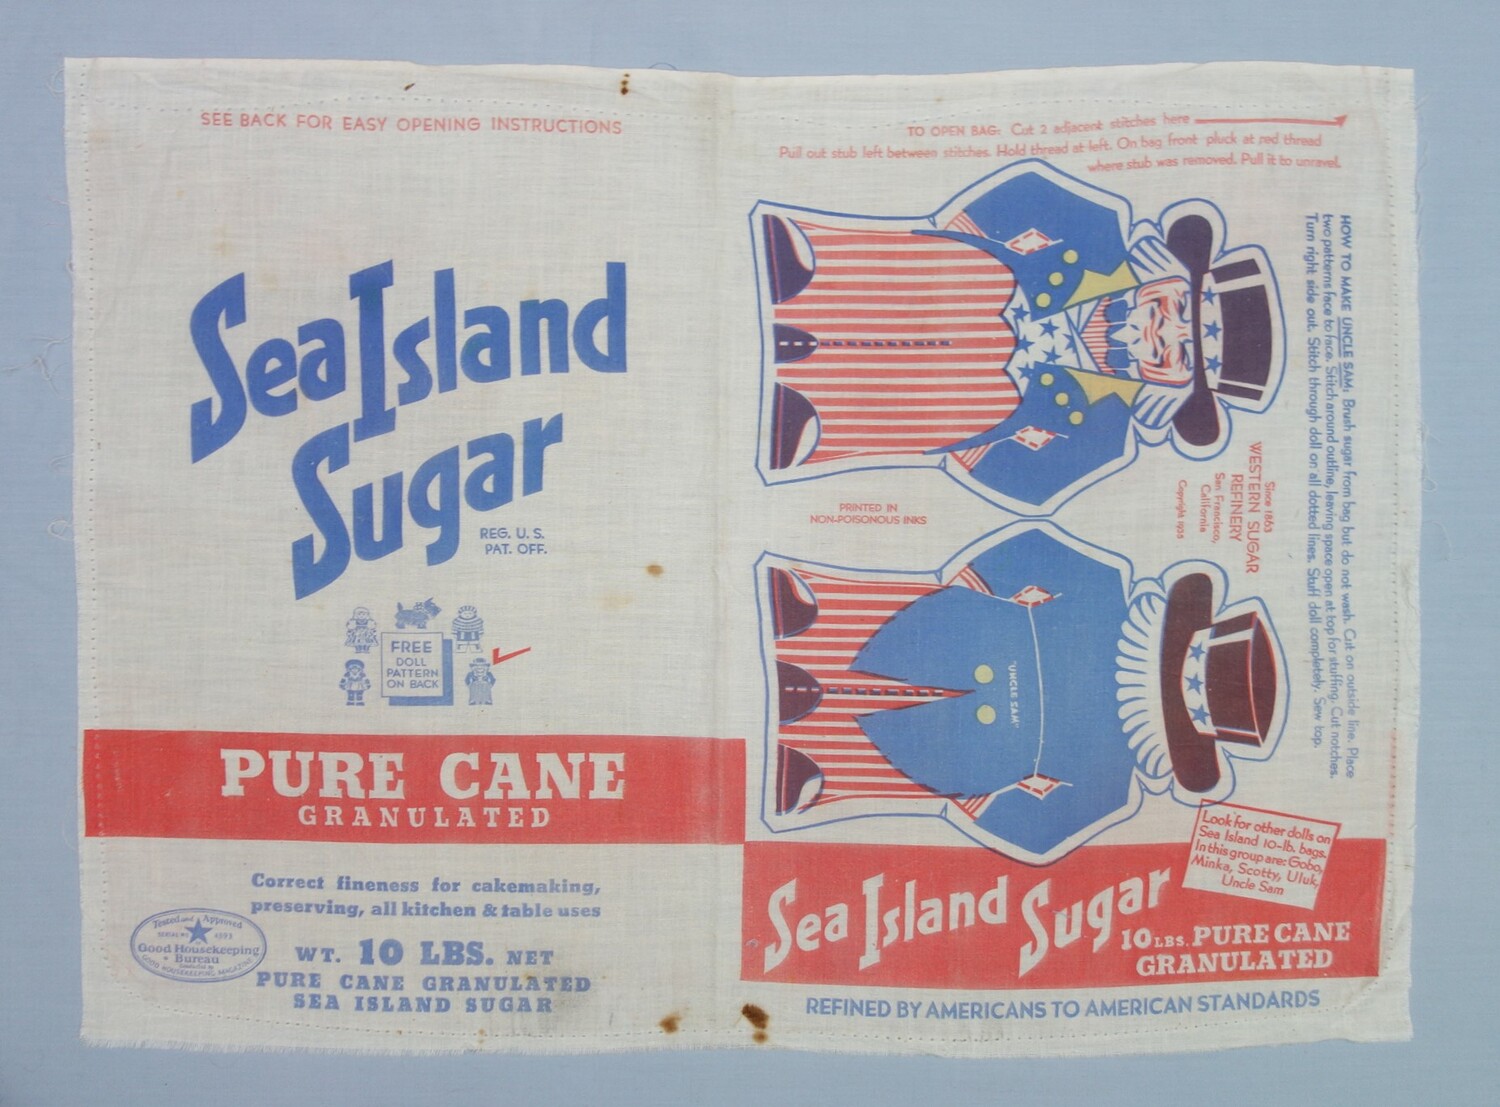 SEE BACK FOR EASY OPENING INSTRUCTIONS
Sea Island
Sugar
REG. U. S.
PAT. OFF.
FREE
DOLL
PATTERN
ON BACK
PURE CANE
GRANULATED
Correct fineness for cakemaking,
preserving, all kitchen & table uses
WT. 10 LBS. NET
PURE CANE GRANULATED
SEA ISLAND SUGAR
Tested and Approved
SERIAL No
Good Housekeeping
Bureau
GOOD HOUSEKEEPING MAGAZINE
TO OPEN BAG: Cut 2 adjacent stitches here
Pull out stub left between stitches. Hold thread at left. On bag front pluck at red thread
where stub was removed. Pull it to unravel.
HOW TO MAKE UNCLE SAM: Brush sugar from bag but do not wash. Cut on outside line. Place
two patterns face to face. Stitch around outline, leaving space open at top for stuffing. Cut notches.
Turn right side out. Stitch through doll on all dotted lines. Stuff doll completely. Sew top.
Since 1863
WESTERN SUGAR
REFINERY
San Francisco,
California
Copyright 1935
PRINTED IN
NON-POISONOUS INKS
"UNCLE SAM"
Look for other dolls on
Sea Island 10-lb. bags.
In this group are: Gobo,
Minka, Scotty, Uluk,
Uncle Sam
Sea Island Sugar
10 LBS. PURE CANE
GRANULATED
REFINED BY AMERICANS TO AMERICAN STANDARDS